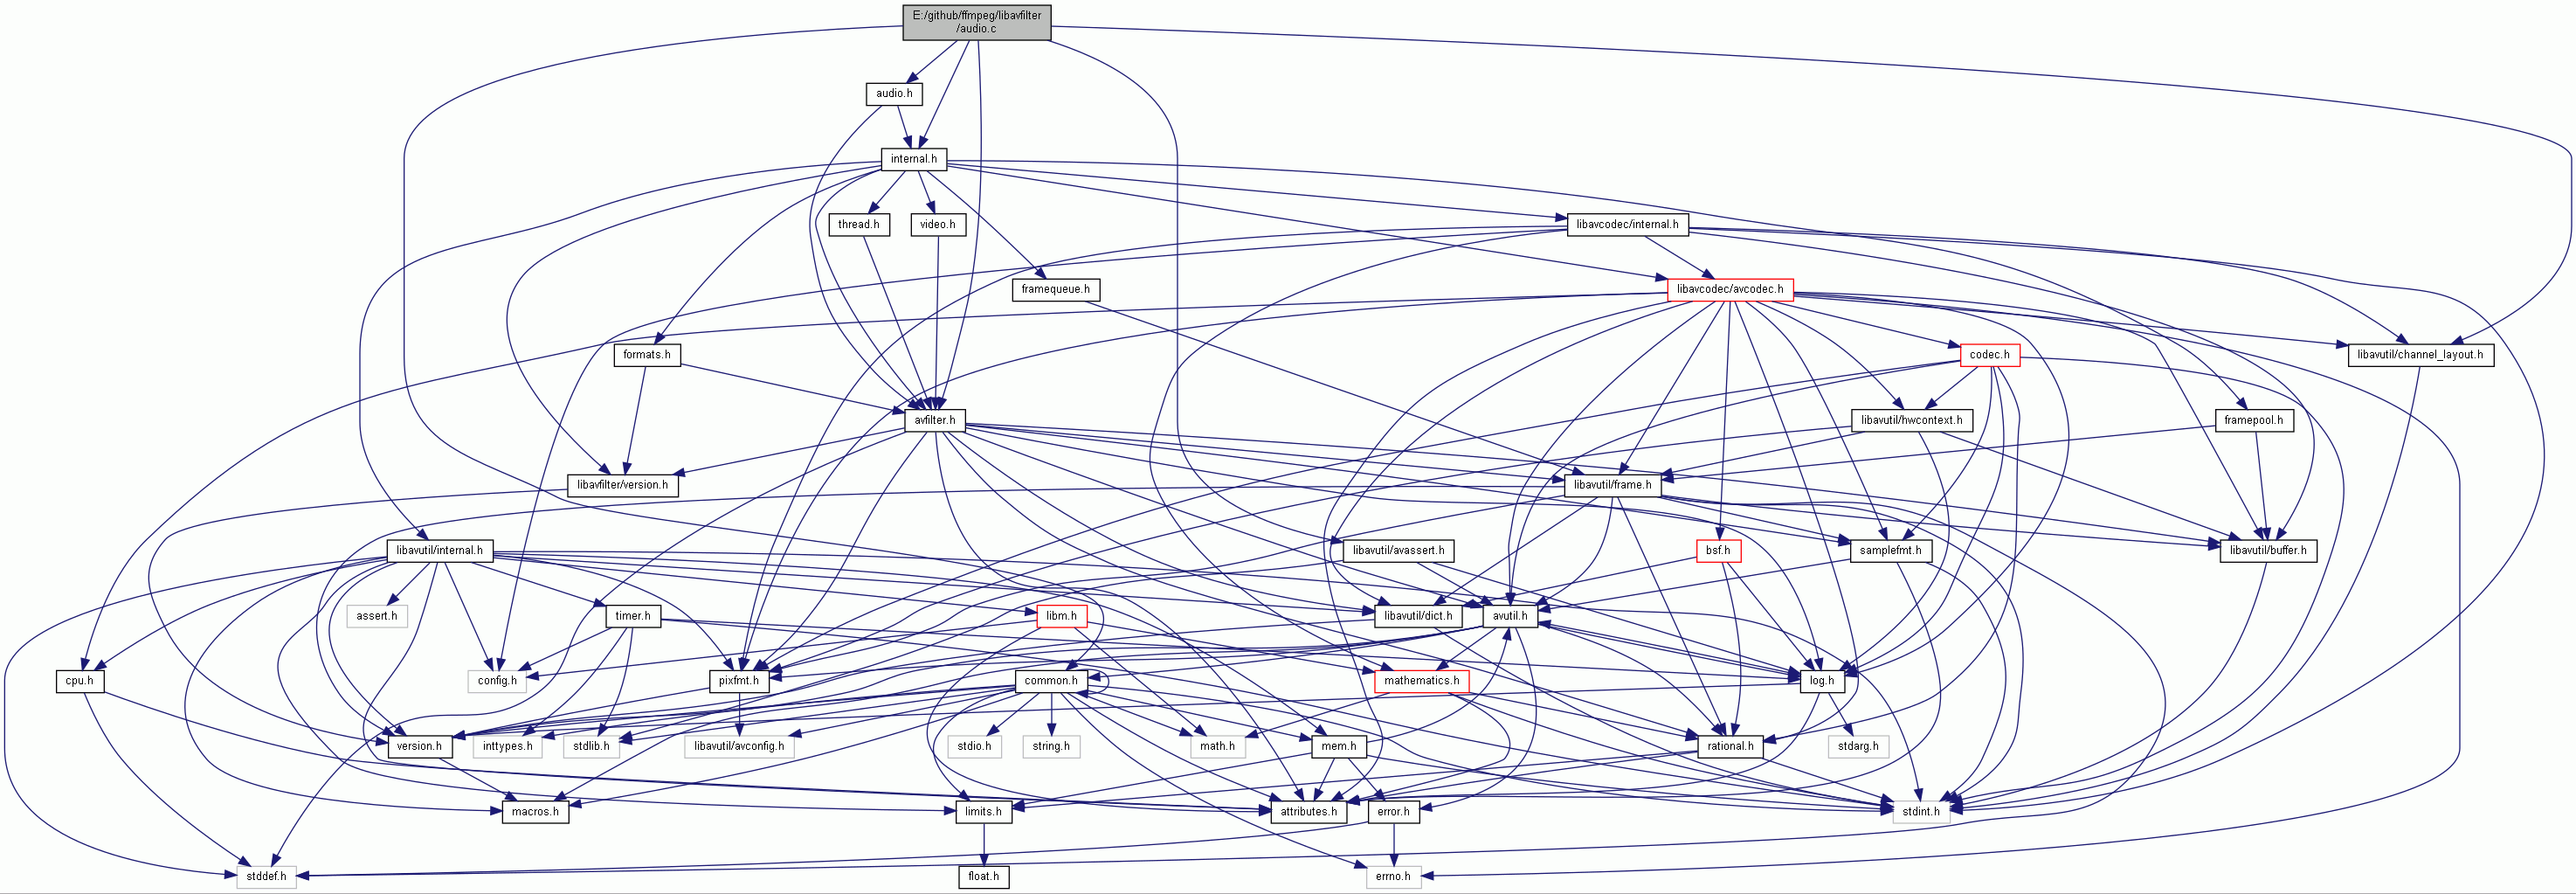 E:/github/ffmpeg/libavfilter
/audio.c
audio.h
internal.h
thread.h
video.h
libavcodec/internal.h
framequeue.h
libavcodec/avcodec.h
formats.h
codec.h
libavutil/channel_layout.h
avfilter.h
libavutil/hwcontext.h
framepool.h
libavfilter/version.h
libavutil/frame.h
libavutil/internal.h
libavutil/avassert.h
bsf.h
samplefmt.h
libavutil/buffer.h
assert.h
timer.h
libm.h
libavutil/dict.h
avutil.h
cpu.h
config.h
pixfmt.h
common.h
mathematics.h
log.h
version.h
inttypes.h
stdlib.h
libavutil/avconfig.h
stdio.h
string.h
math.h
mem.h
rational.h
stdarg.h
macros.h
limits.h
attributes.h
error.h
stdint.h
stddef.h
float.h
errno.h